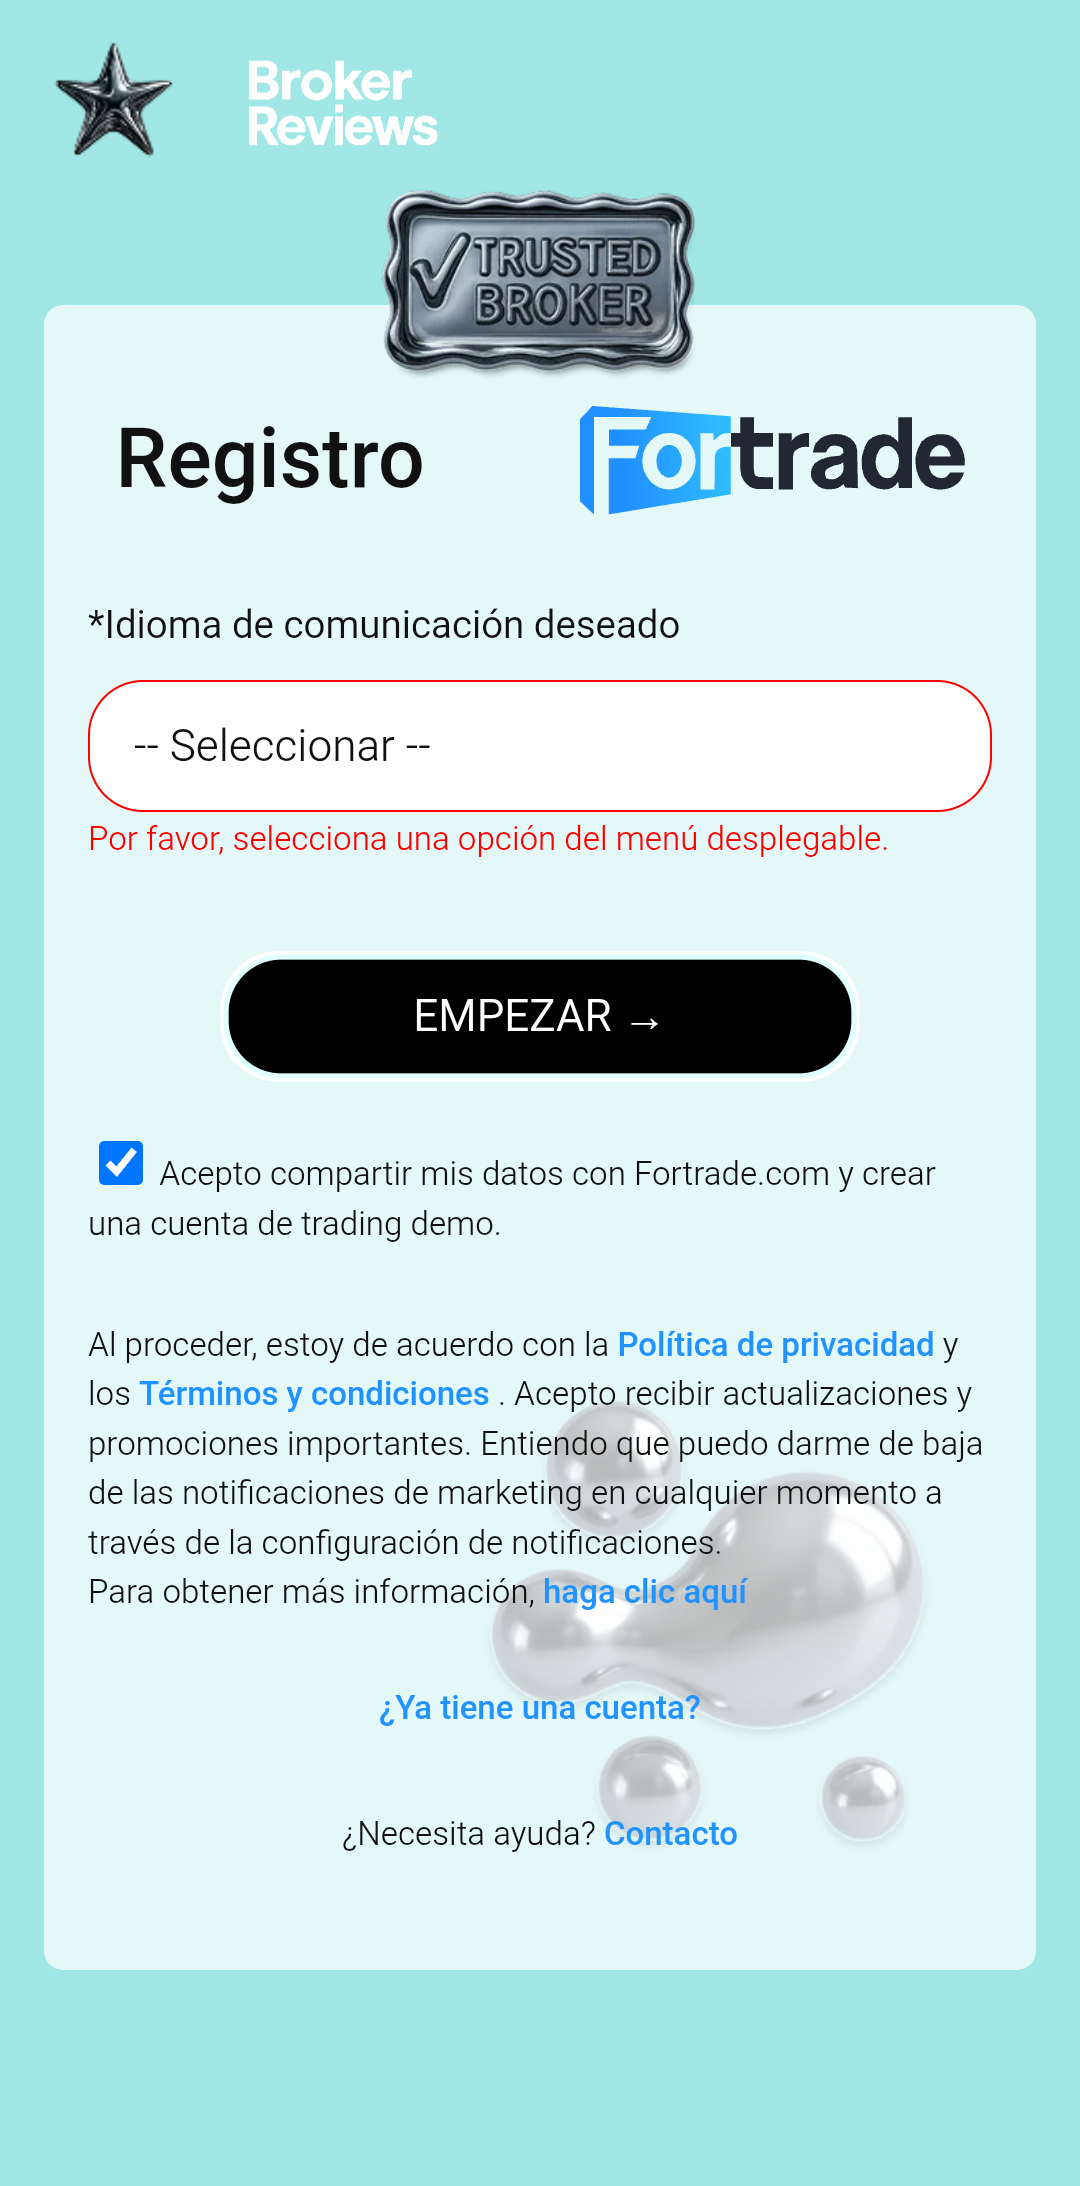 Broker
Reviews
TRUSTED
BROKER
Registro
Fortrade
*Idioma de comunicación deseado
-- Seleccionar --
Por favor, selecciona una opción del menú desplegable.
EMPEZAR →
Acepto compartir mis datos con Fortrade.com y crear
una cuenta de trading demo.
Al proceder, estoy de acuerdo con la Política de privacidad y
los Términos y condiciones . Acepto recibir actualizaciones y
promociones importantes. Entiendo que puedo darme de baja
de las notificaciones de marketing en cualquier momento a
través de la configuración de notificaciones.
Para obtener más información, haga clic aquí
¿Ya tiene una cuenta?
¿Necesita ayuda? Contacto